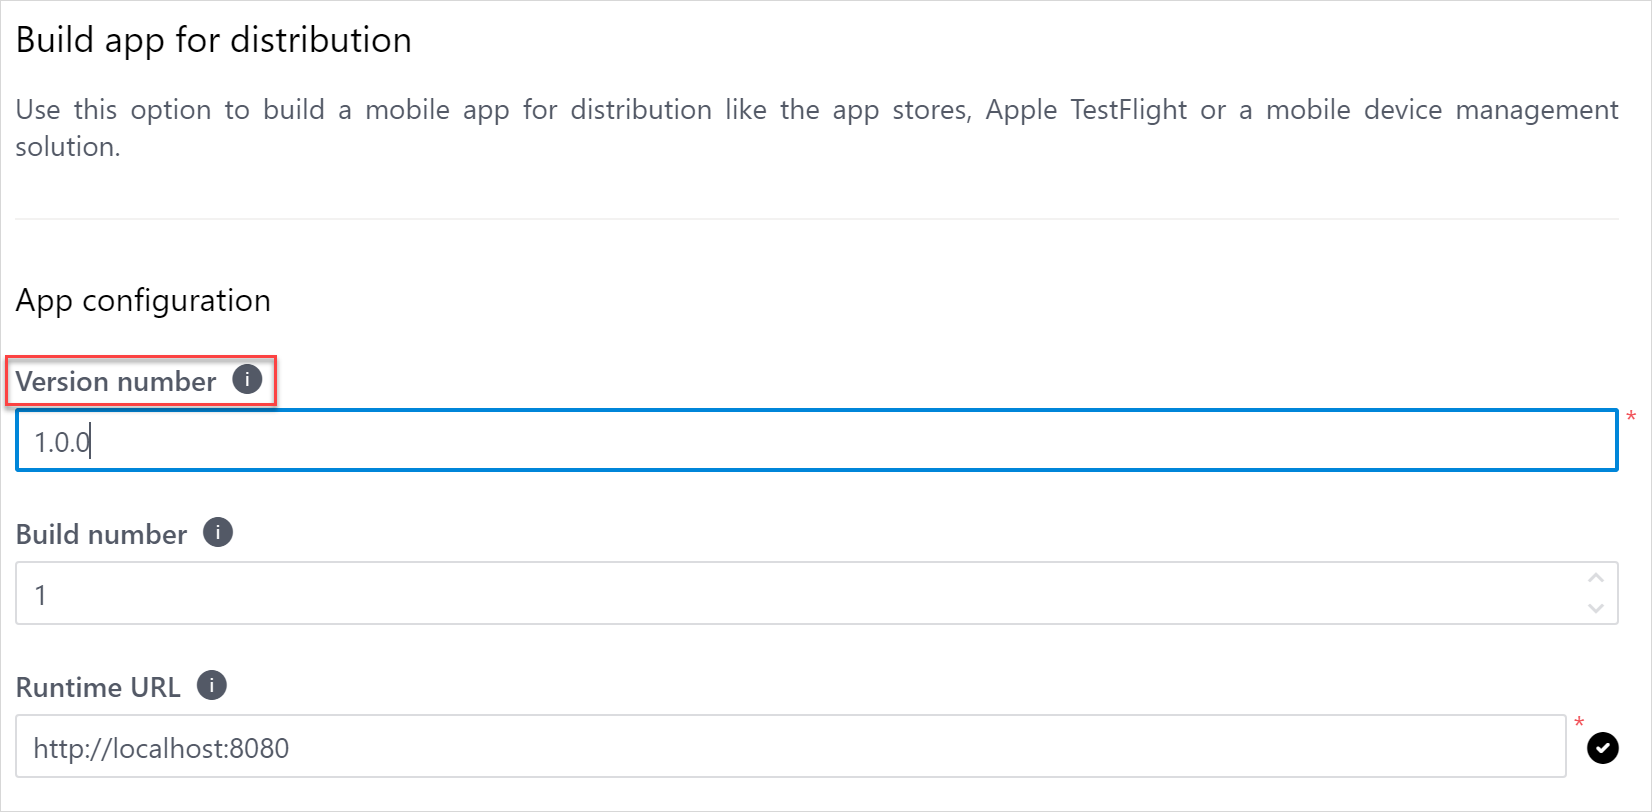 Build app for distribution
Use this option to build a mobile app for distribution like the app stores, Apple TestFlight or a mobile device management
solution.
App configuration
Version number i
*
1.0.0
Build number i
1
Runtime URL i
*
http://localhost:8080